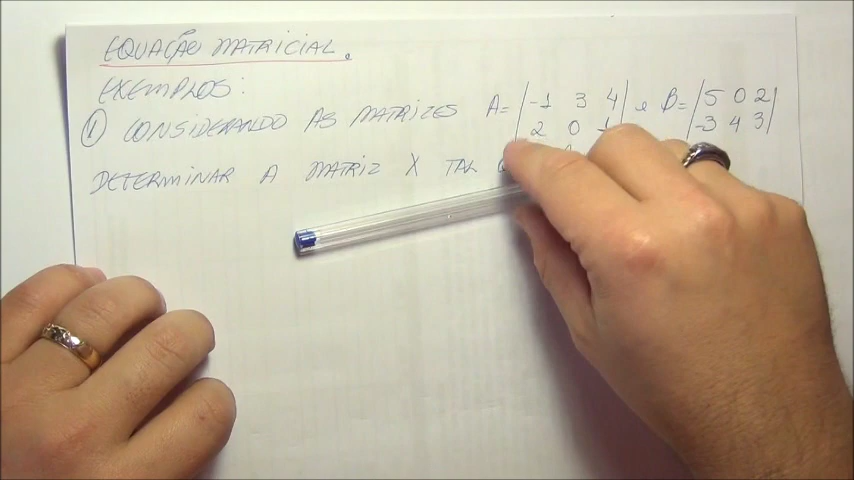 EQUAÇÃO MATRICIAL.
EXEMPLOS:
① CONSIDERANDO AS MATRIZES A= |-1 3 4| e B= |5 0 2|
|2 0 |-3 4 3|
DETERMINAR A MATRIZ X TAL